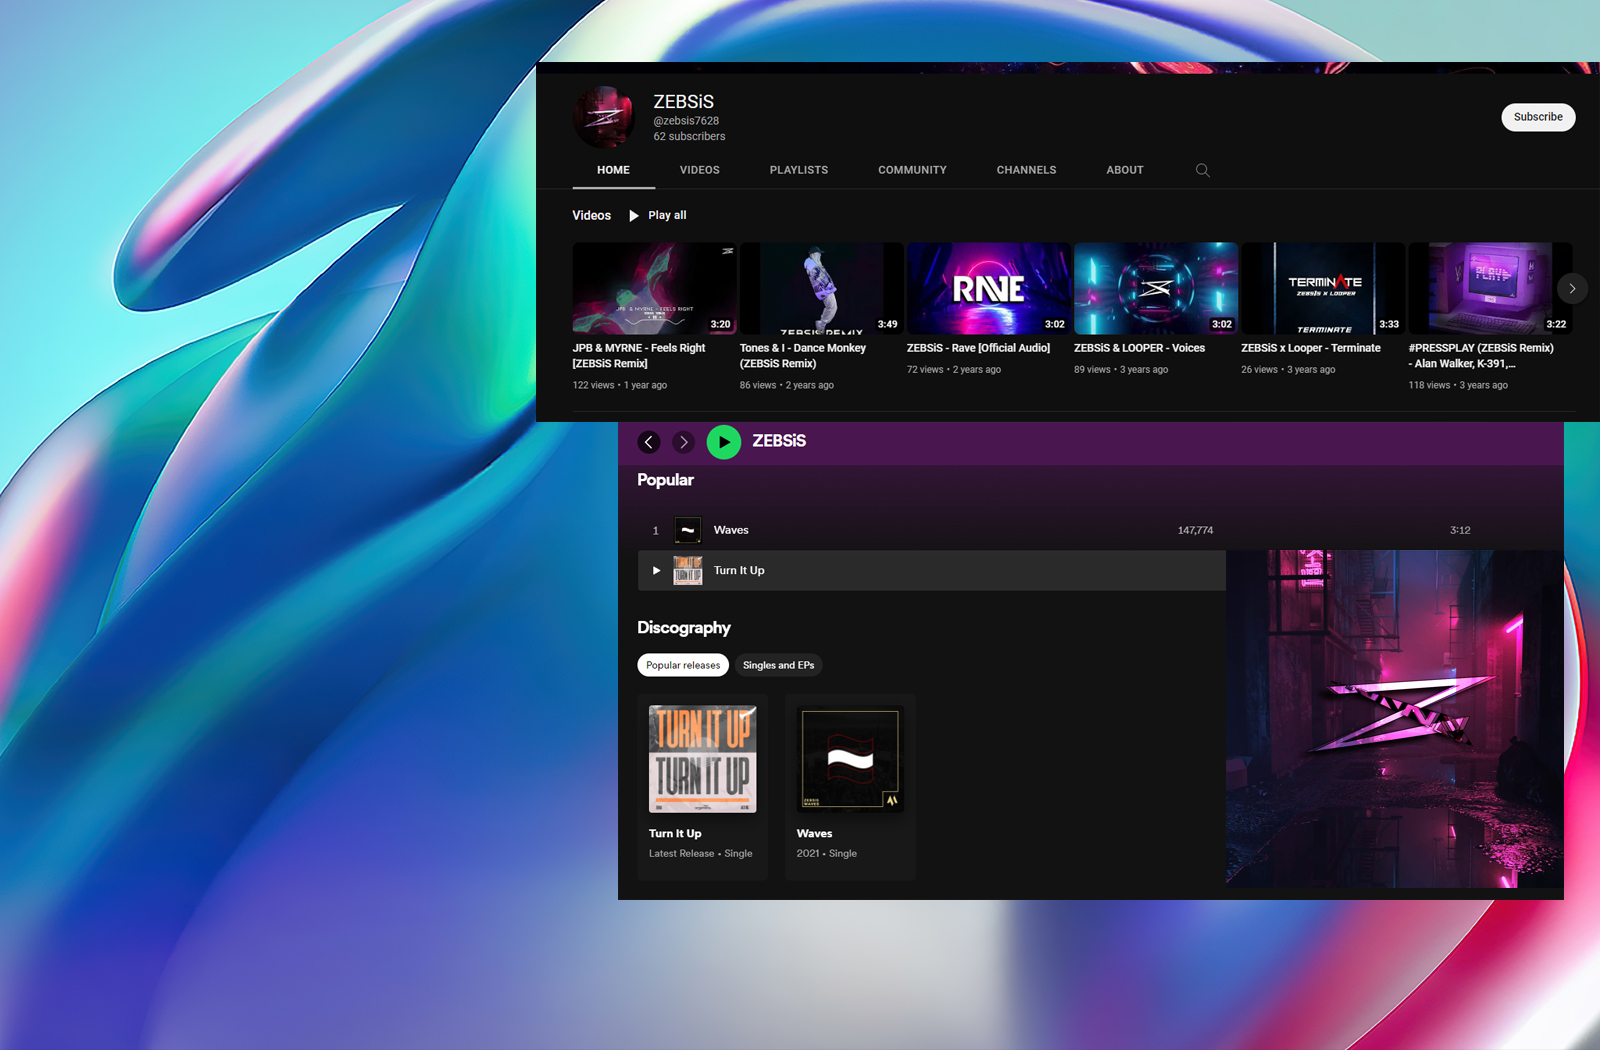 ZEBSiS
@zebsis7628
62 subscribers
Subscribe
HOME VIDEOS PLAYLISTS COMMUNITY CHANNELS ABOUT
Videos Play all
JPB & MYRNE - FEELS RIGHT
3:20
ZEBSIS REMIX
3:49
RAVE
3:02
3:02
TERMINATE
ZEBSIS X LOOPER
TERMINATE
3:33
PLAY
3:22
JPB & MYRNE - Feels Right
[ZEBSiS Remix]
122 views • 1 year ago
Tones & I - Dance Monkey
(ZEBSiS Remix)
86 views • 2 years ago
ZEBSiS - Rave [Official Audio]
72 views • 2 years ago
ZEBSiS & LOOPER - Voices
89 views • 3 years ago
ZEBSiS x Looper - Terminate
26 views • 3 years ago
#PRESSPLAY (ZEBSiS Remix)
- Alan Walker, K-391,...
118 views • 3 years ago
ZEBSiS
Popular
1 Waves 147,774 3:12
Turn It Up
Discography
Popular releases Singles and EPs
TURN IT UP
TURN IT UP
ZEBSIS
WAVES
Turn It Up
Latest Release • Single
Waves
2021 • Single